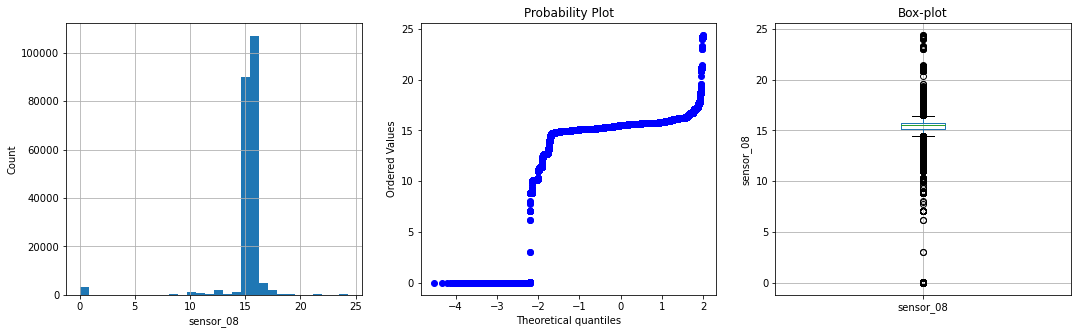 Count
100000
80000
60000
40000
20000
0
0 5 10 15 20 25
sensor_08
Probability Plot
Ordered Values
25
20
15
10
5
0
−4 −3 −2 −1 0 1 2
Theoretical quantiles
Box-plot
sensor_08
25
20
15
10
5
0
sensor_08